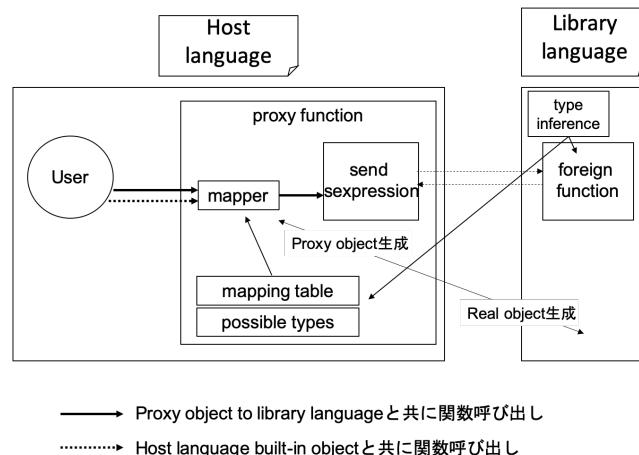 Host
language
Library
language
proxy function
type
inference
User
mapper
send
sexpression
foreign
function
Proxy object生成
mapping table
possible types
Real object生成
Proxy object to library languageと共に関数呼び出し
Host language built-in objectと共に関数呼び出し